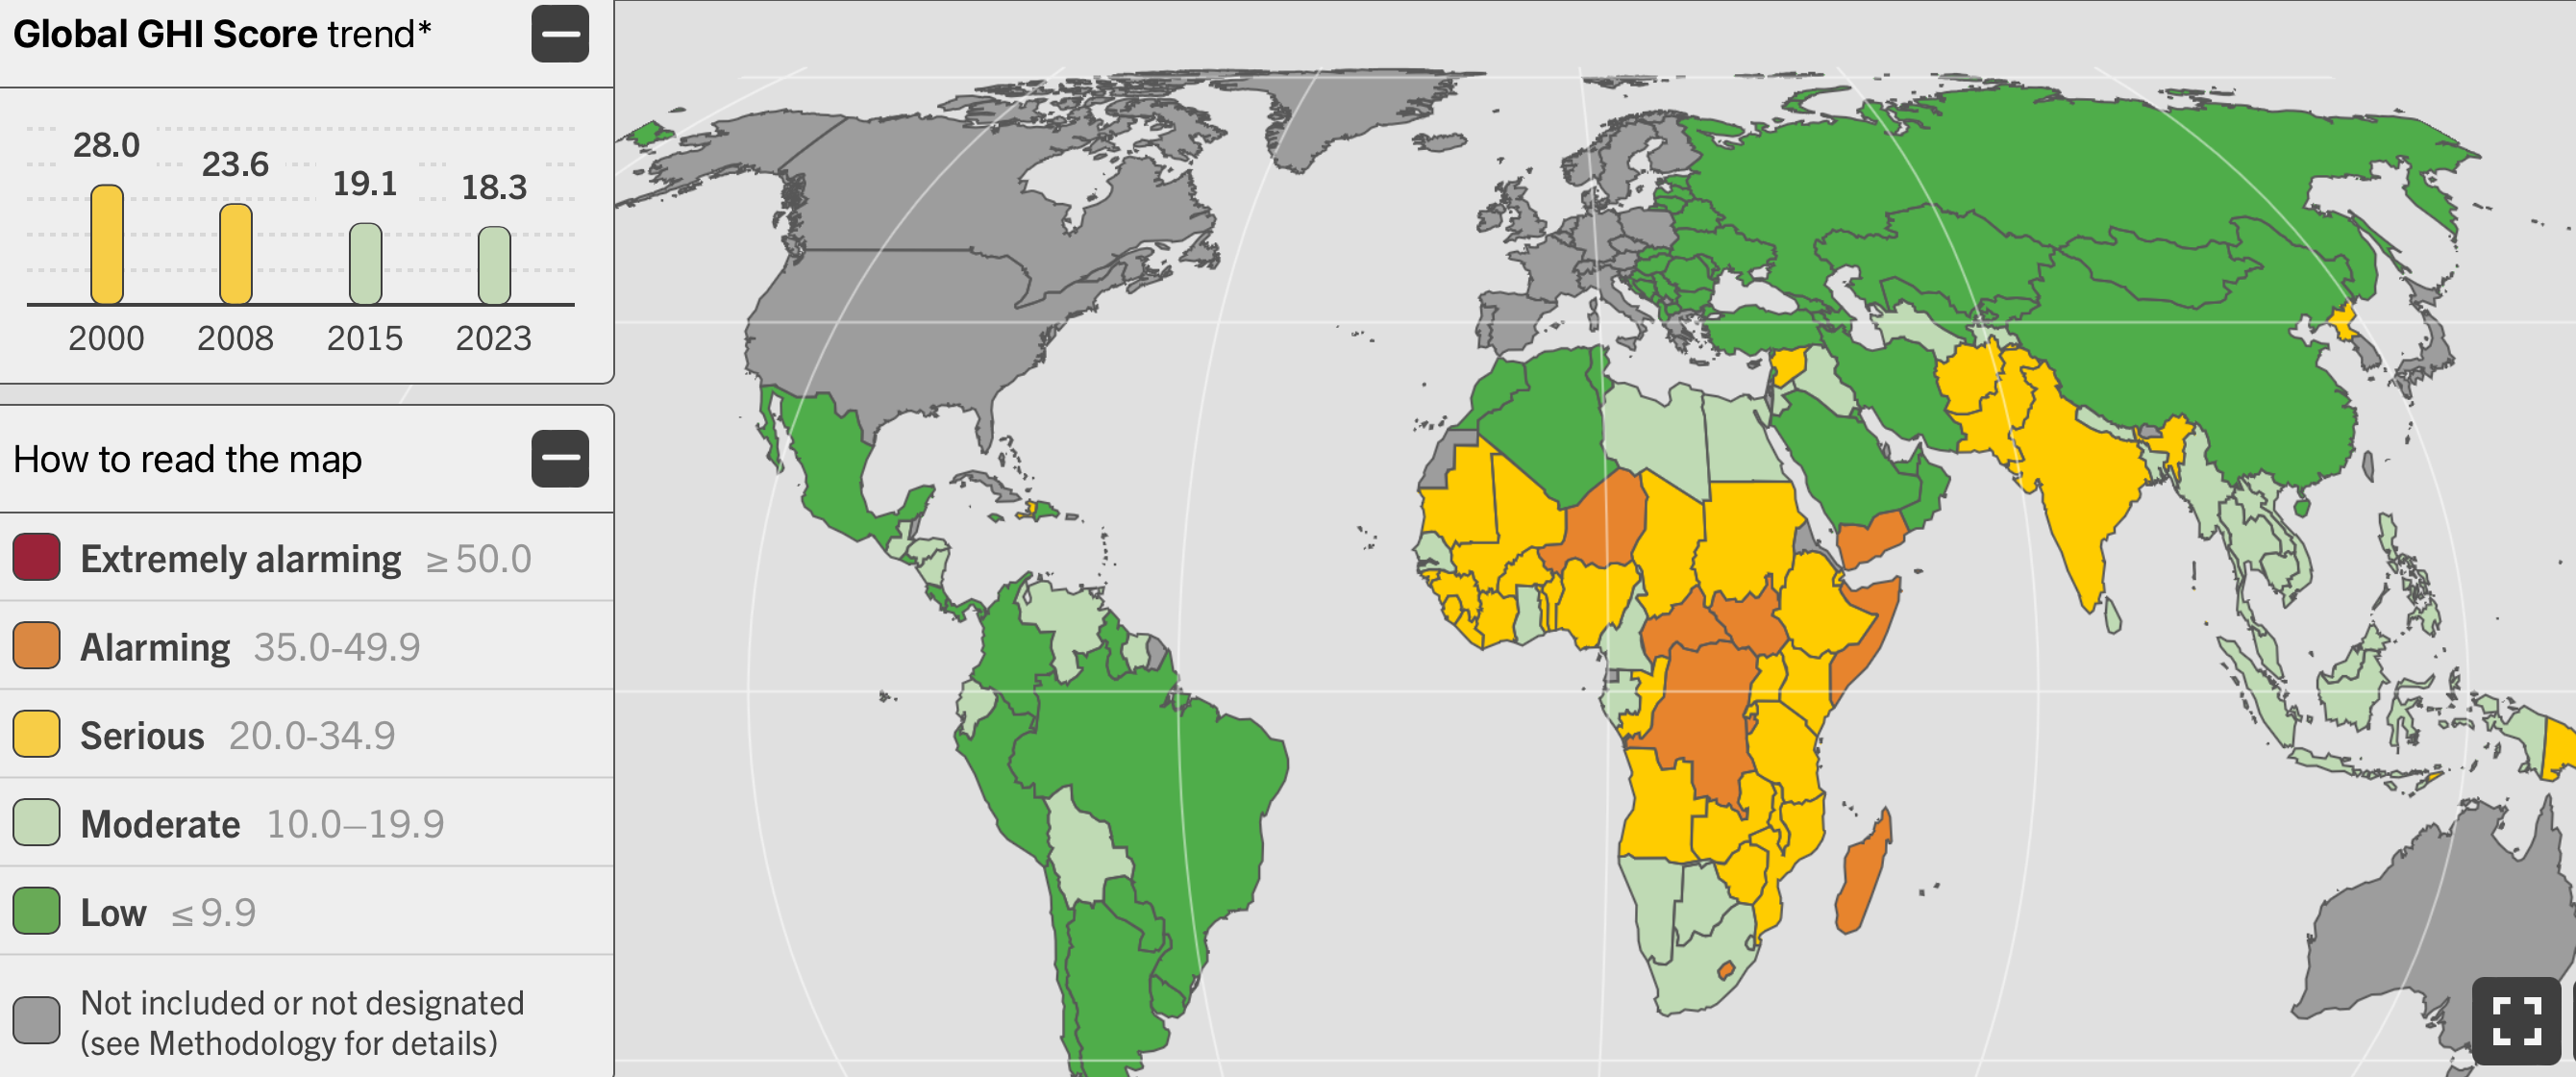 Global GHI Score trend*
28.0
23.6
19.1
18.3
2000 2008 2015 2023
How to read the map
Extremely alarming ≥ 50.0
Alarming 35.0-49.9
Serious 20.0-34.9
Moderate 10.0–19.9
Low ≤ 9.9
Not included or not designated
(see Methodology for details)